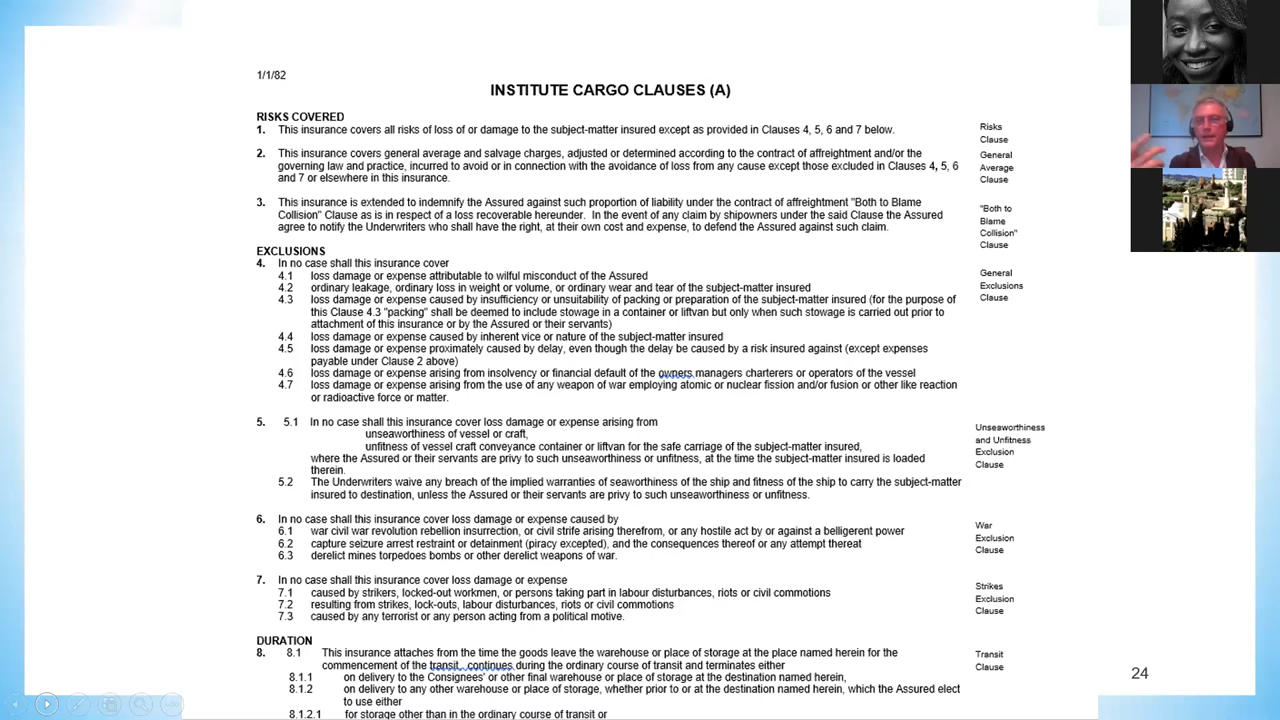 1/1/82
INSTITUTE CARGO CLAUSES (A)
RISKS COVERED
1. This insurance covers all risks of loss of or damage to the subject-matter insured except as provided in Clauses 4, 5, 6 and 7 below.
Risks
Clause
2. This insurance covers general average and salvage charges, adjusted or determined according to the contract of affreightment and/or the
governing law and practice, incurred to avoid or in connection with the avoidance of loss from any cause except those excluded in Clauses 4, 5, 6
and 7 or elsewhere in this insurance.
General
Average
Clause
3. This insurance is extended to indemnify the Assured against such proportion of liability under the contract of affreightment "Both to Blame
Collision" Clause as is in respect of a loss recoverable hereunder. In the event of any claim by shipowners under the said Clause the Assured
agree to notify the Underwriters who shall have the right, at their own cost and expense, to defend the Assured against such claim.
"Both to
Blame
Collision"
Clause
EXCLUSIONS
4. In no case shall this insurance cover
4.1 loss damage or expense attributable to wilful misconduct of the Assured
4.2 ordinary leakage, ordinary loss in weight or volume, or ordinary wear and tear of the subject-matter insured
4.3 loss damage or expense caused by insufficiency or unsuitability of packing or preparation of the subject-matter insured (for the purpose of
this Clause 4.3 "packing" shall be deemed to include stowage in a container or liftvan but only when such stowage is carried out prior to
attachment of this insurance or by the Assured or their servants)
4.4 loss damage or expense caused by inherent vice or nature of the subject-matter insured
4.5 loss damage or expense proximately caused by delay, even though the delay be caused by a risk insured against (except expenses
payable under Clause 2 above)
4.6 loss damage or expense arising from insolvency or financial default of the owners managers charterers or operators of the vessel
4.7 loss damage or expense arising from the use of any weapon of war employing atomic or nuclear fission and/or fusion or other like reaction
or radioactive force or matter.
General
Exclusions
Clause
5. 5.1 In no case shall this insurance cover loss damage or expense arising from
unseaworthiness of vessel or craft,
unfitness of vessel craft conveyance container or liftvan for the safe carriage of the subject-matter insured,
where the Assured or their servants are privy to such unseaworthiness or unfitness, at the time the subject-matter insured is loaded
therein.
5.2 The Underwriters waive any breach of the implied warranties of seaworthiness of the ship and fitness of the ship to carry the subject-matter
insured to destination, unless the Assured or their servants are privy to such unseaworthiness or unfitness.
Unseaworthiness
and Unfitness
Exclusion
Clause
6. In no case shall this insurance cover loss damage or expense caused by
6.1 war civil war revolution rebellion insurrection, or civil strife arising therefrom, or any hostile act by or against a belligerent power
6.2 capture seizure arrest restraint or detainment (piracy excepted), and the consequences thereof or any attempt thereat
6.3 derelict mines torpedoes bombs or other derelict weapons of war.
War
Exclusion
Clause
7. In no case shall this insurance cover loss damage or expense
7.1 caused by strikers, locked-out workmen, or persons taking part in labour disturbances, riots or civil commotions
7.2 resulting from strikes, lock-outs, labour disturbances, riots or civil commotions
7.3 caused by any terrorist or any person acting from a political motive.
Strikes
Exclusion
Clause
DURATION
8. 8.1 This insurance attaches from the time the goods leave the warehouse or place of storage at the place named herein for the
commencement of the transit, continues during the ordinary course of transit and terminates either
8.1.1 on delivery to the Consignees' or other final warehouse or place of storage at the destination named herein,
8.1.2 on delivery to any other warehouse or place of storage, whether prior to or at the destination named herein, which the Assured elect
to use either
8.1.2.1 for storage other than in the ordinary course of transit or
Transit
Clause
24